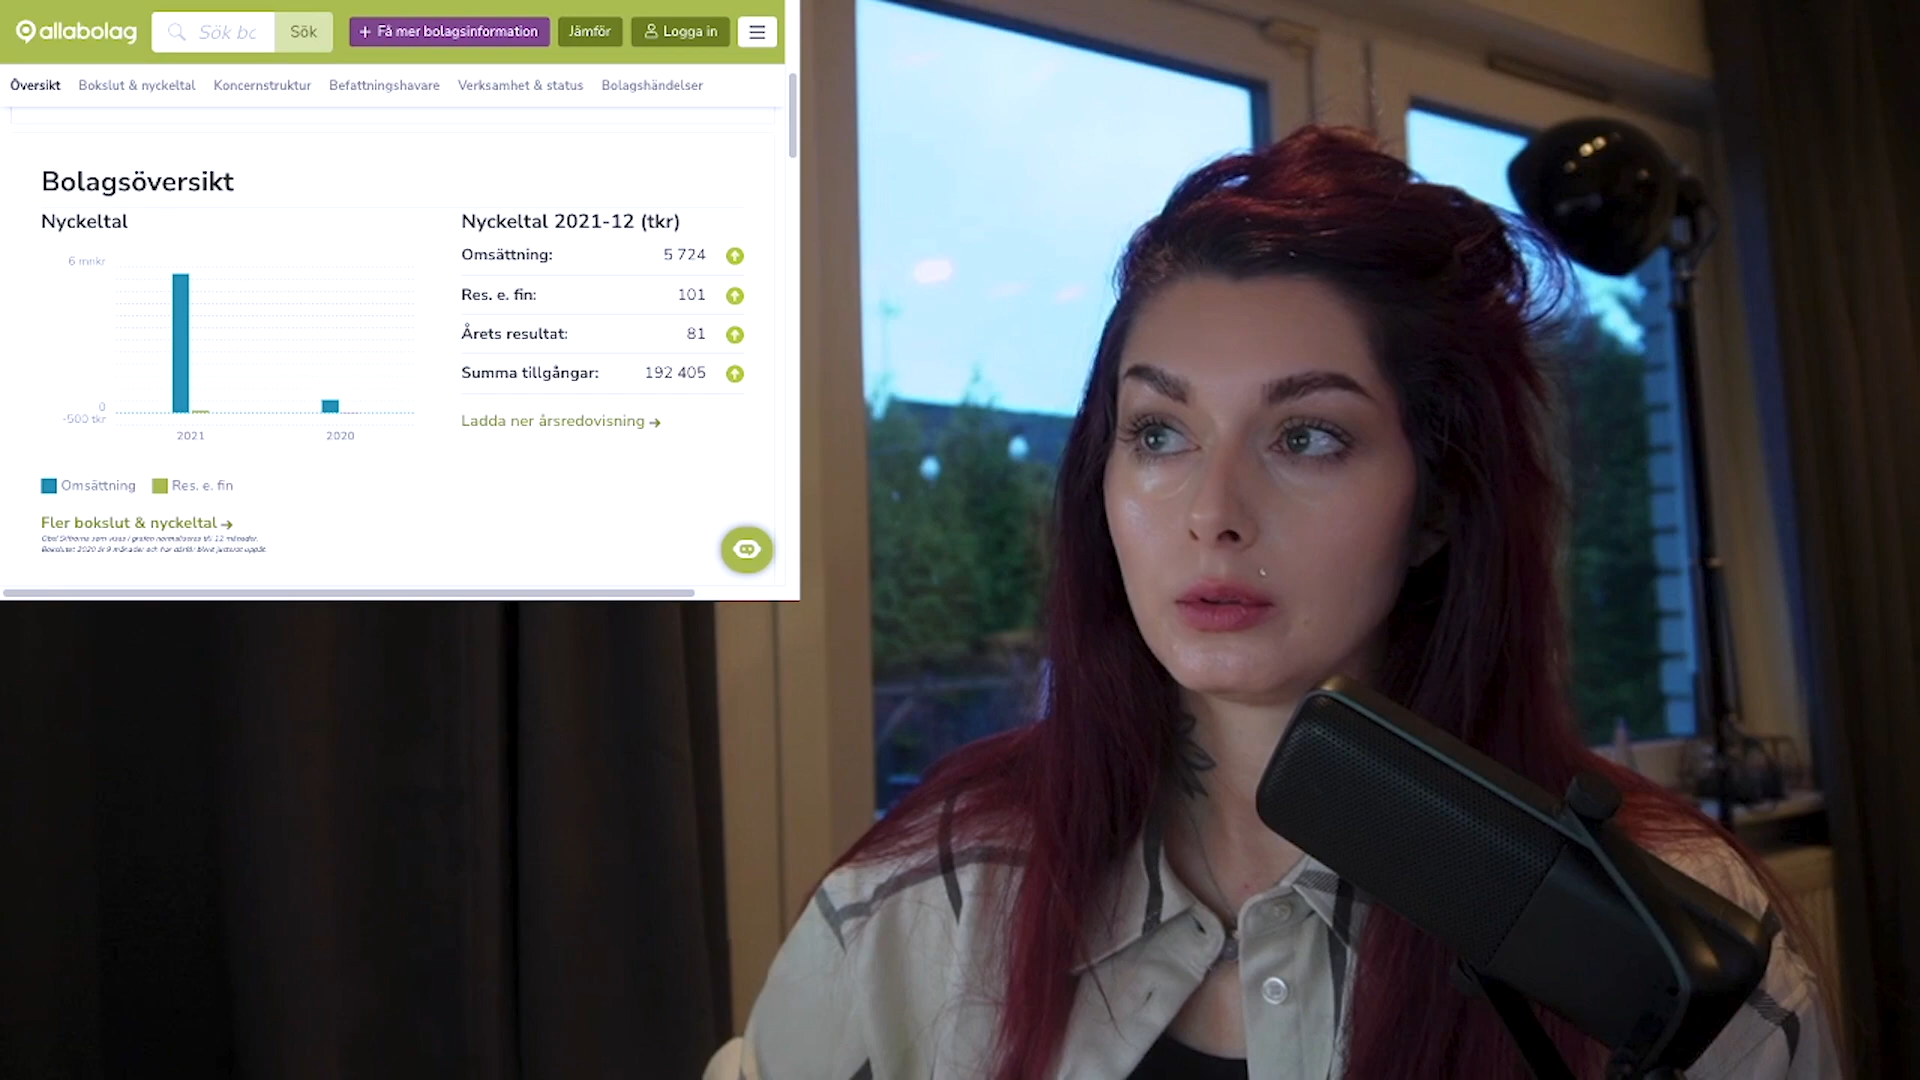 allabolag
Sök bc
Sök
+ Få mer bolagsinformation
Jämför
Logga in
Översikt
Bokslut & nyckeltal
Koncernstruktur
Befattningshavare
Verksamhet & status
Bolagshändelser
Bolagsöversikt
Nyckeltal
6 mnkr
0
-500 tkr
2021
2020
Omsättning
Res. e. fin
Fler bokslut & nyckeltal →
Nyckeltal 2021-12 (tkr)
Omsättning: 5 724
Res. e. fin: 101
Årets resultat: 81
Summa tillgångar: 192 405
Ladda ner årsredovisning →